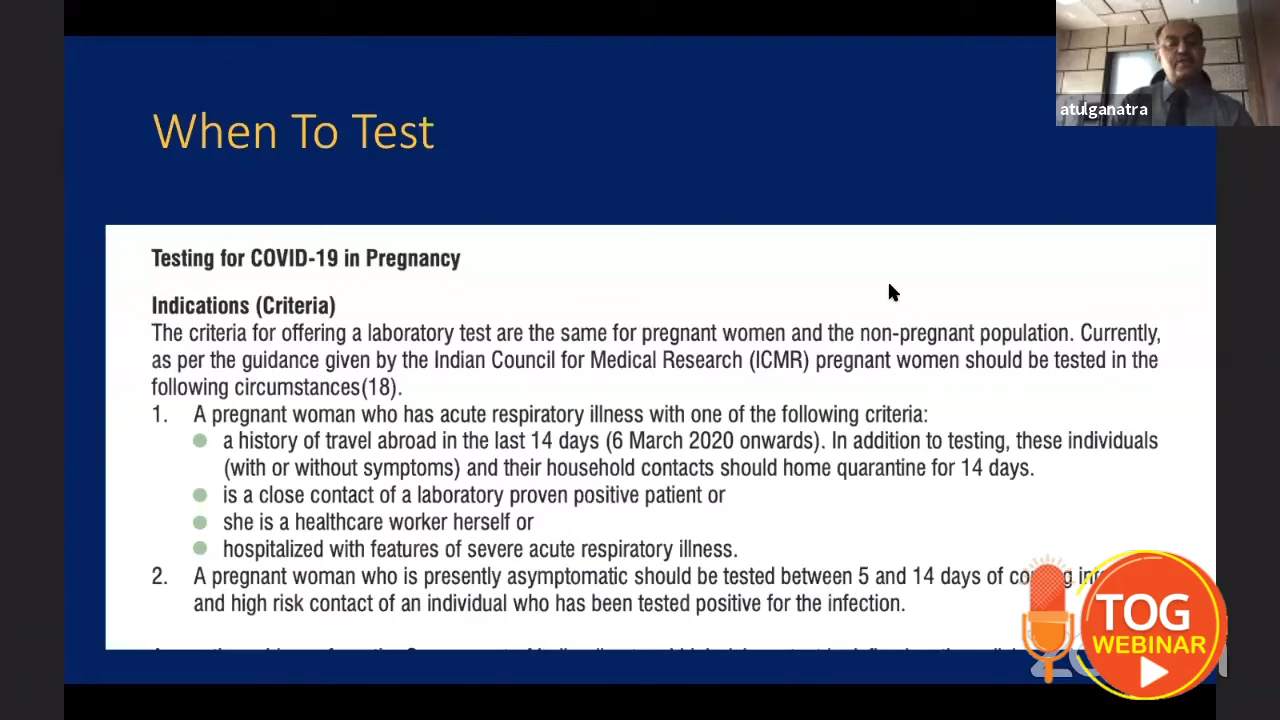 When To Test
atulganatra
Testing for COVID-19 in Pregnancy
Indications (Criteria)
The criteria for offering a laboratory test are the same for pregnant women and the non-pregnant population. Currently,
as per the guidance given by the Indian Council for Medical Research (ICMR) pregnant women should be tested in the
following circumstances(18).
1. A pregnant woman who has acute respiratory illness with one of the following criteria:
a history of travel abroad in the last 14 days (6 March 2020 onwards). In addition to testing, these individuals
(with or without symptoms) and their household contacts should home quarantine for 14 days.
is a close contact of a laboratory proven positive patient or
she is a healthcare worker herself or
hospitalized with features of severe acute respiratory illness.
2. A pregnant woman who is presently asymptomatic should be tested between 5 and 14 days of
and high risk contact of an individual who has been tested positive for the infection.
TOG
WEBINAR